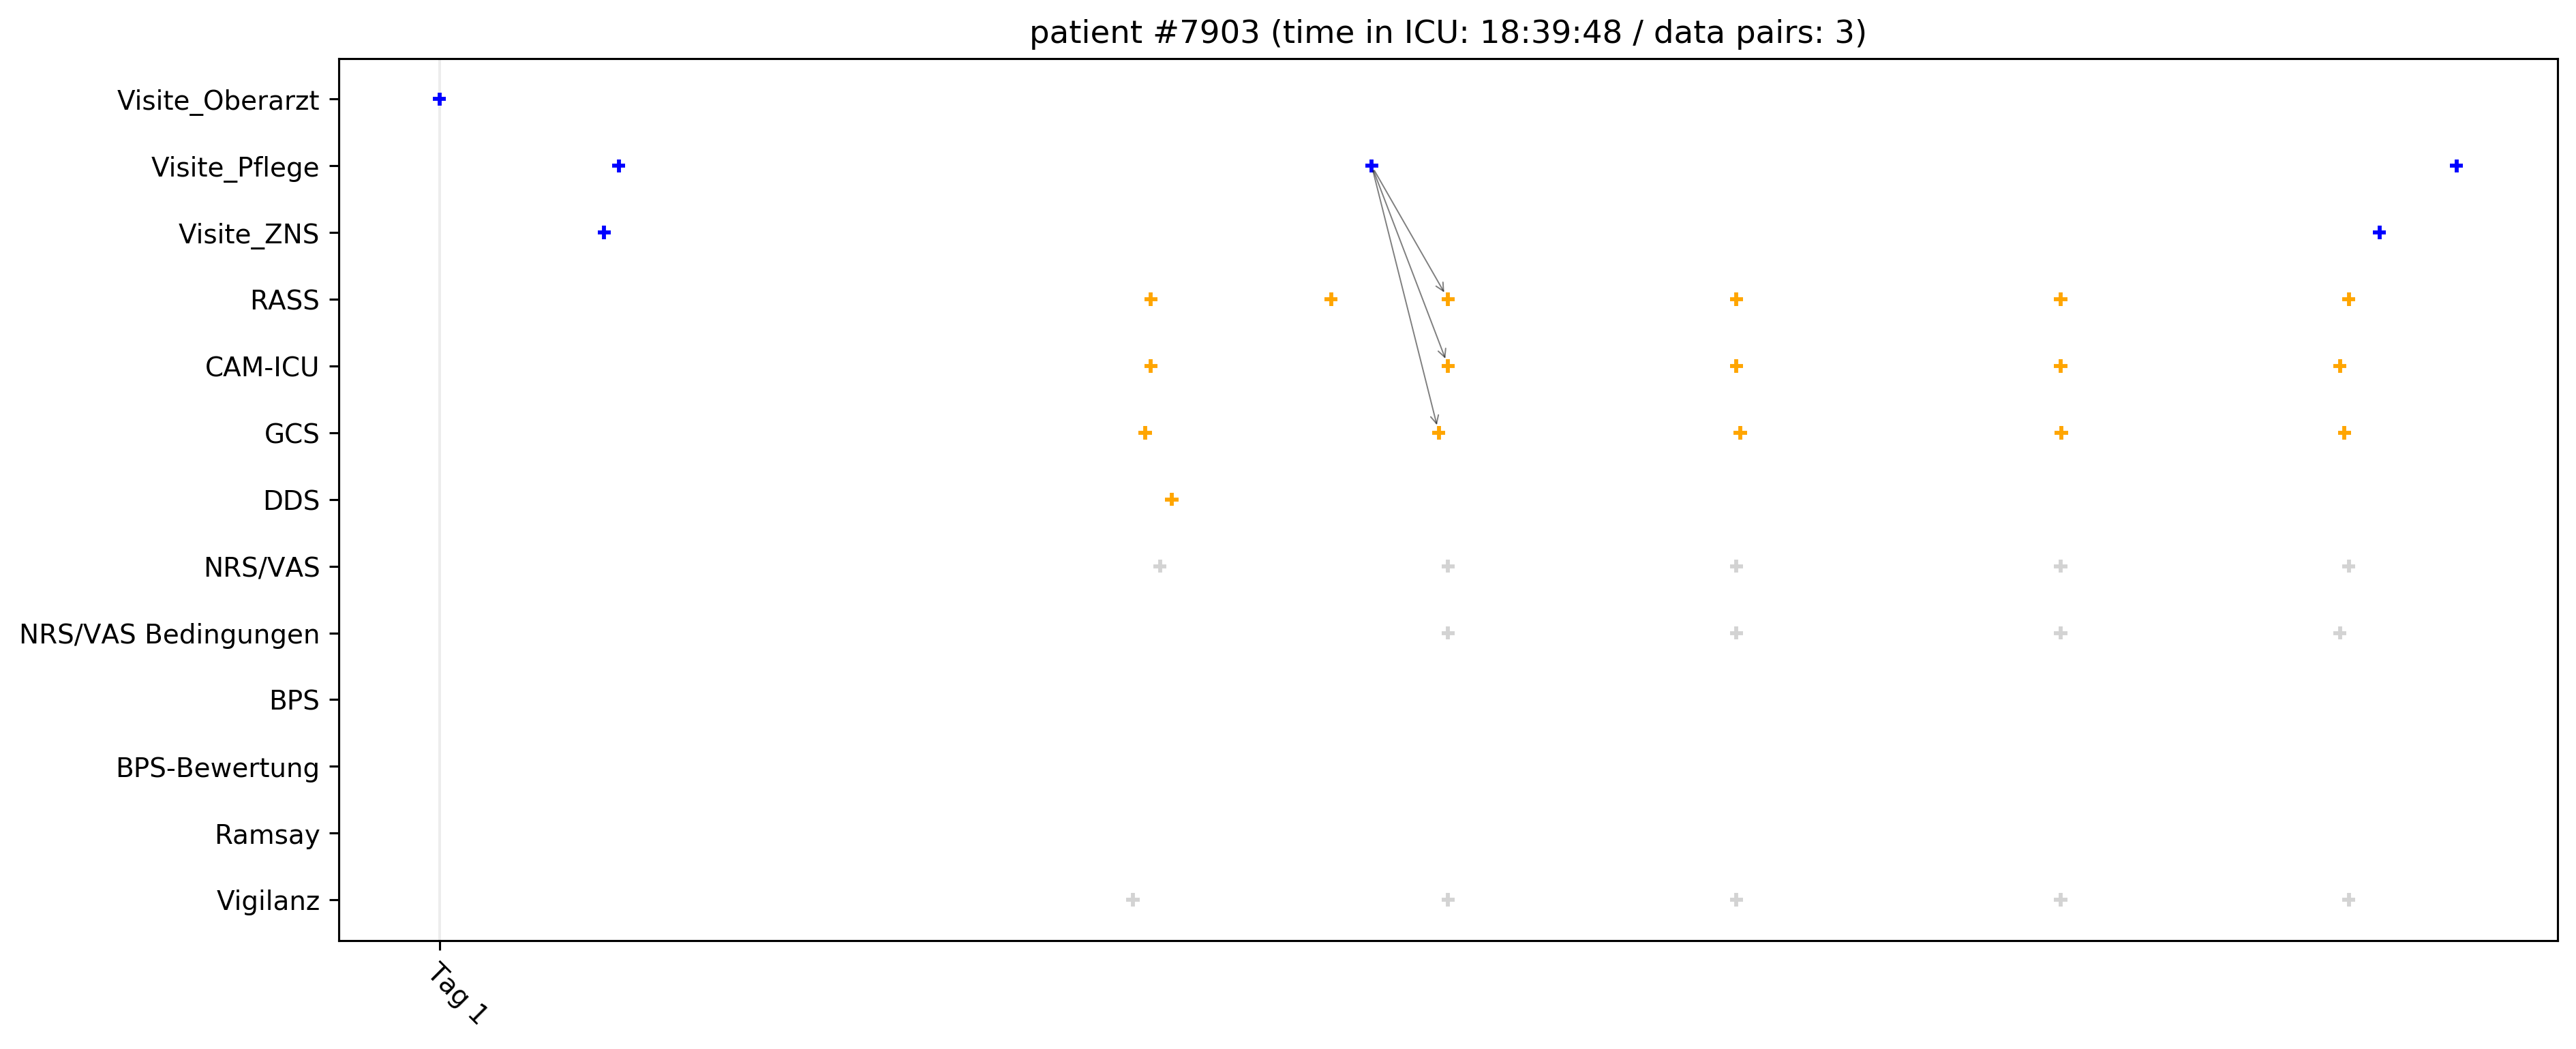 patient #7903 (time in ICU: 18:39:48 / data pairs: 3)
Visite_Oberarzt
Visite_Pflege
Visite_ZNS
RASS
CAM-ICU
GCS
DDS
NRS/VAS
NRS/VAS Bedingungen
BPS
BPS-Bewertung
Ramsay
Vigilanz
Tag 1